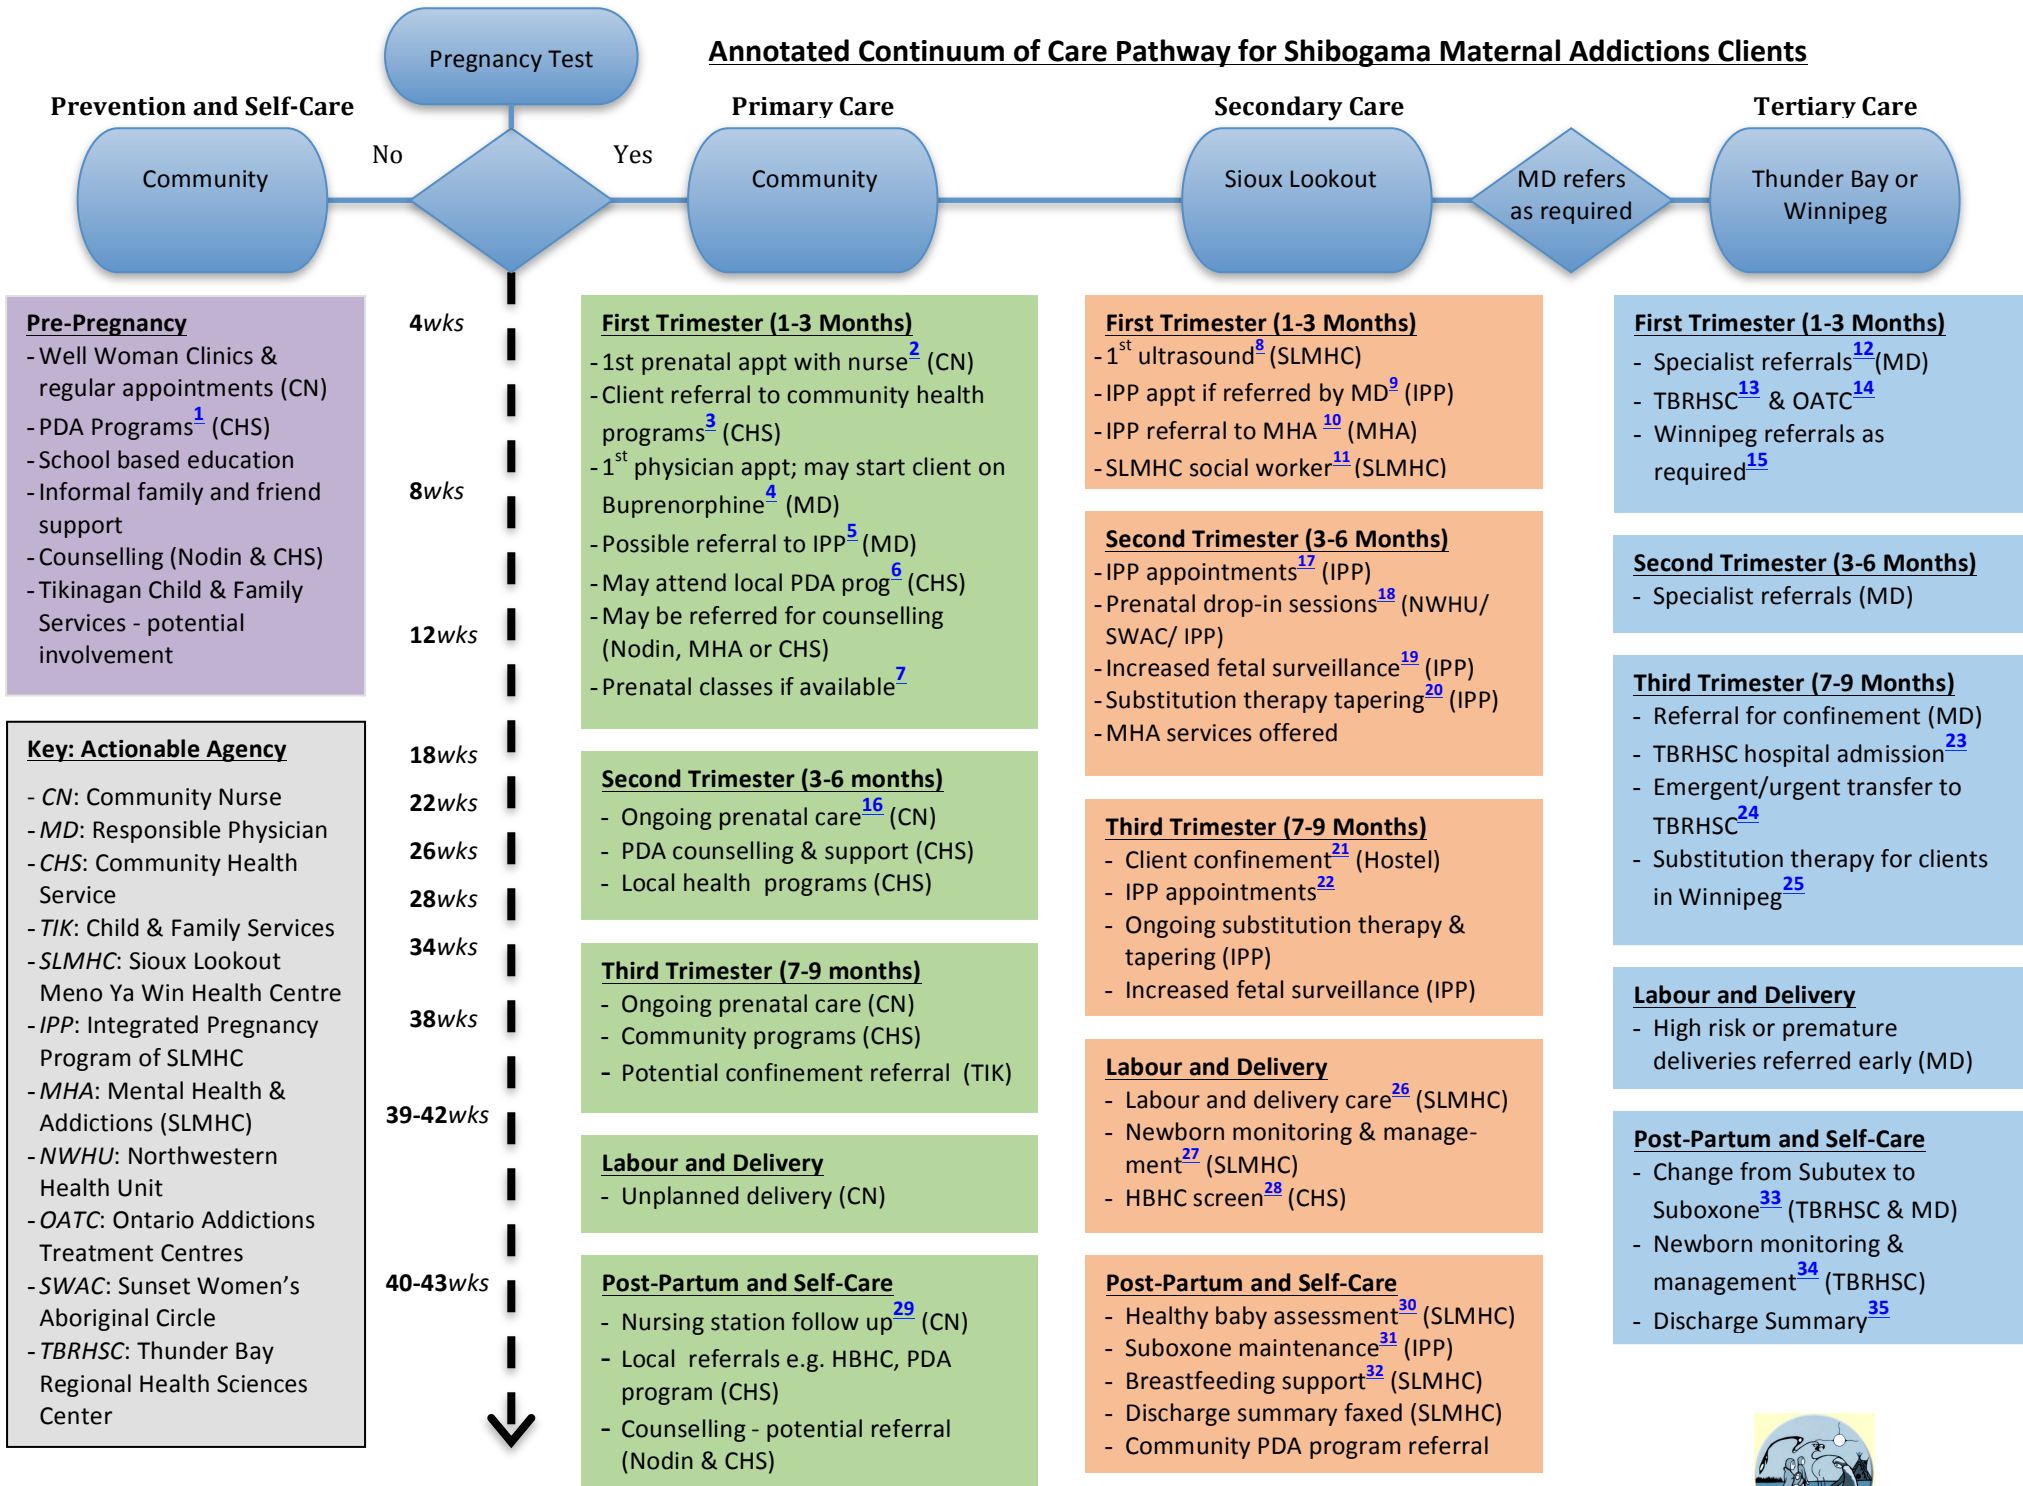 Annotated Continuum of Care Pathway for Shibogama Maternal Addictions Clients
Pregnancy Test
Prevention and Self-Care
Primary Care
Secondary Care
Tertiary Care
Community
No
Yes
Community
Sioux Lookout
MD refers
as required
Thunder Bay or
Winnipeg
Pre-Pregnancy
- Well Woman Clinics &
regular appointments (CN)
- PDA Programs1 (CHS)
- School based education
- Informal family and friend
support
- Counselling (Nodin & CHS)
- Tikinagan Child & Family
Services - potential
involvement
Key: Actionable Agency
- CN: Community Nurse
- MD: Responsible Physician
- CHS: Community Health
Service
- TIK: Child & Family Services
- SLMHC: Sioux Lookout
Meno Ya Win Health Centre
- IPP: Integrated Pregnancy
Program of SLMHC
- MHA: Mental Health &
Addictions (SLMHC)
- NWHU: Northwestern
Health Unit
- OATC: Ontario Addictions
Treatment Centres
- SWAC: Sunset Women’s
Aboriginal Circle
- TBRHSC: Thunder Bay
Regional Health Sciences
Center
4wks
8wks
12wks
18wks
22wks
26wks
28wks
34wks
38wks
39-42wks
40-43wks
First Trimester (1-3 Months)
- 1st prenatal appt with nurse2 (CN)
- Client referral to community health
programs3 (CHS)
- 1st physician appt; may start client on
Buprenorphine4 (MD)
- Possible referral to IPP5 (MD)
- May attend local PDA prog6 (CHS)
- May be referred for counselling
(Nodin, MHA or CHS)
- Prenatal classes if available7
Second Trimester (3-6 months)
- Ongoing prenatal care16 (CN)
- PDA counselling & support (CHS)
- Local health programs (CHS)
Third Trimester (7-9 months)
- Ongoing prenatal care (CN)
- Community programs (CHS)
- Potential confinement referral (TIK)
Labour and Delivery
- Unplanned delivery (CN)
Post-Partum and Self-Care
- Nursing station follow up29 (CN)
- Local referrals e.g. HBHC, PDA
program (CHS)
- Counselling - potential referral
(Nodin & CHS)
First Trimester (1-3 Months)
- 1st ultrasound8 (SLMHC)
- IPP appt if referred by MD9 (IPP)
- IPP referral to MHA 10 (MHA)
- SLMHC social worker11 (SLMHC)
Second Trimester (3-6 Months)
- IPP appointments17 (IPP)
- Prenatal drop-in sessions18 (NWHU/
SWAC/ IPP)
- Increased fetal surveillance19 (IPP)
- Substitution therapy tapering20 (IPP)
- MHA services offered
Third Trimester (7-9 Months)
- Client confinement21 (Hostel)
- IPP appointments22
- Ongoing substitution therapy &
tapering (IPP)
- Increased fetal surveillance (IPP)
Labour and Delivery
- Labour and delivery care26 (SLMHC)
- Newborn monitoring & manage-
ment27 (SLMHC)
- HBHC screen28 (CHS)
Post-Partum and Self-Care
- Healthy baby assessment30 (SLMHC)
- Suboxone maintenance31 (IPP)
- Breastfeeding support32 (SLMHC)
- Discharge summary faxed (SLMHC)
- Community PDA program referral
First Trimester (1-3 Months)
- Specialist referrals12(MD)
- TBRHSC13 & OATC14
- Winnipeg referrals as
required15
Second Trimester (3-6 Months)
- Specialist referrals (MD)
Third Trimester (7-9 Months)
- Referral for confinement (MD)
- TBRHSC hospital admission23
- Emergent/urgent transfer to
TBRHSC24
- Substitution therapy for clients
in Winnipeg25
Labour and Delivery
- High risk or premature
deliveries referred early (MD)
Post-Partum and Self-Care
- Change from Subutex to
Suboxone33 (TBRHSC & MD)
- Newborn monitoring &
management34 (TBRHSC)
- Discharge Summary35